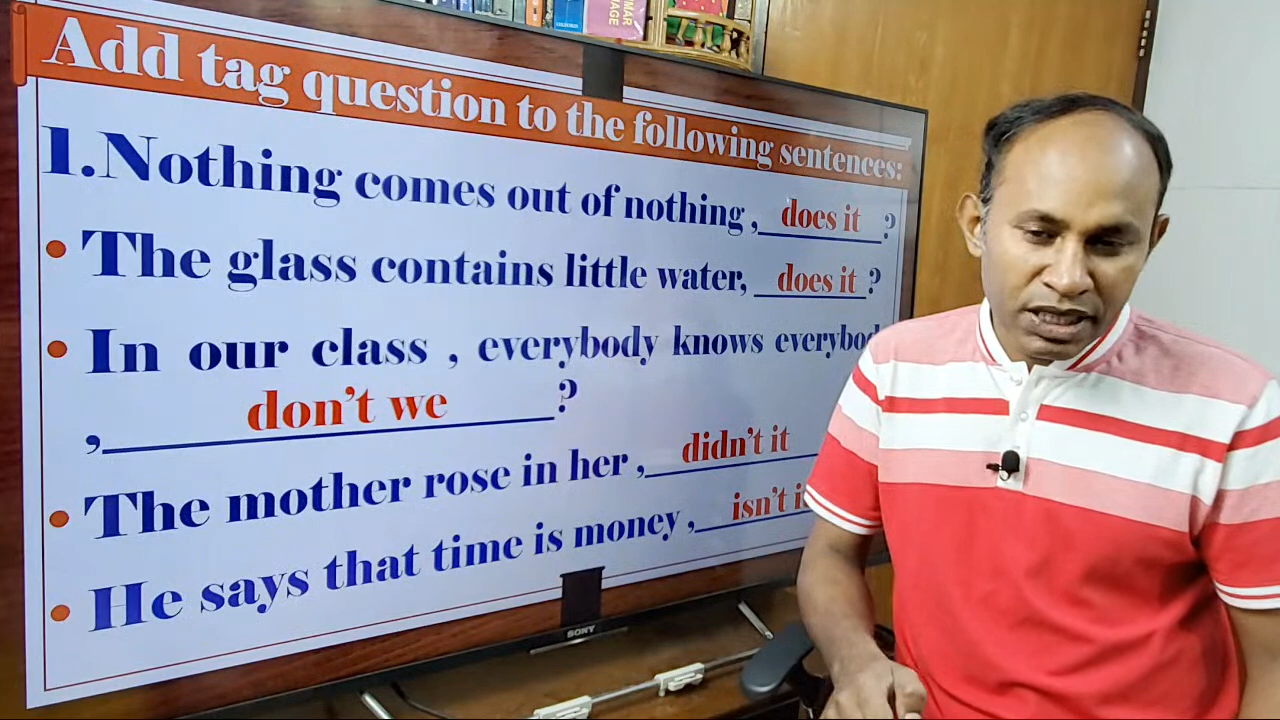 MAR
AGE
Add tag question to the following sentences:
1.Nothing comes out of nothing , does it ?
• The glass contains little water, does it ?
• In our class , everybody knows
, don't we ?
• The mother rose in her , didn't it
• He says that time is money , isn't
SONY